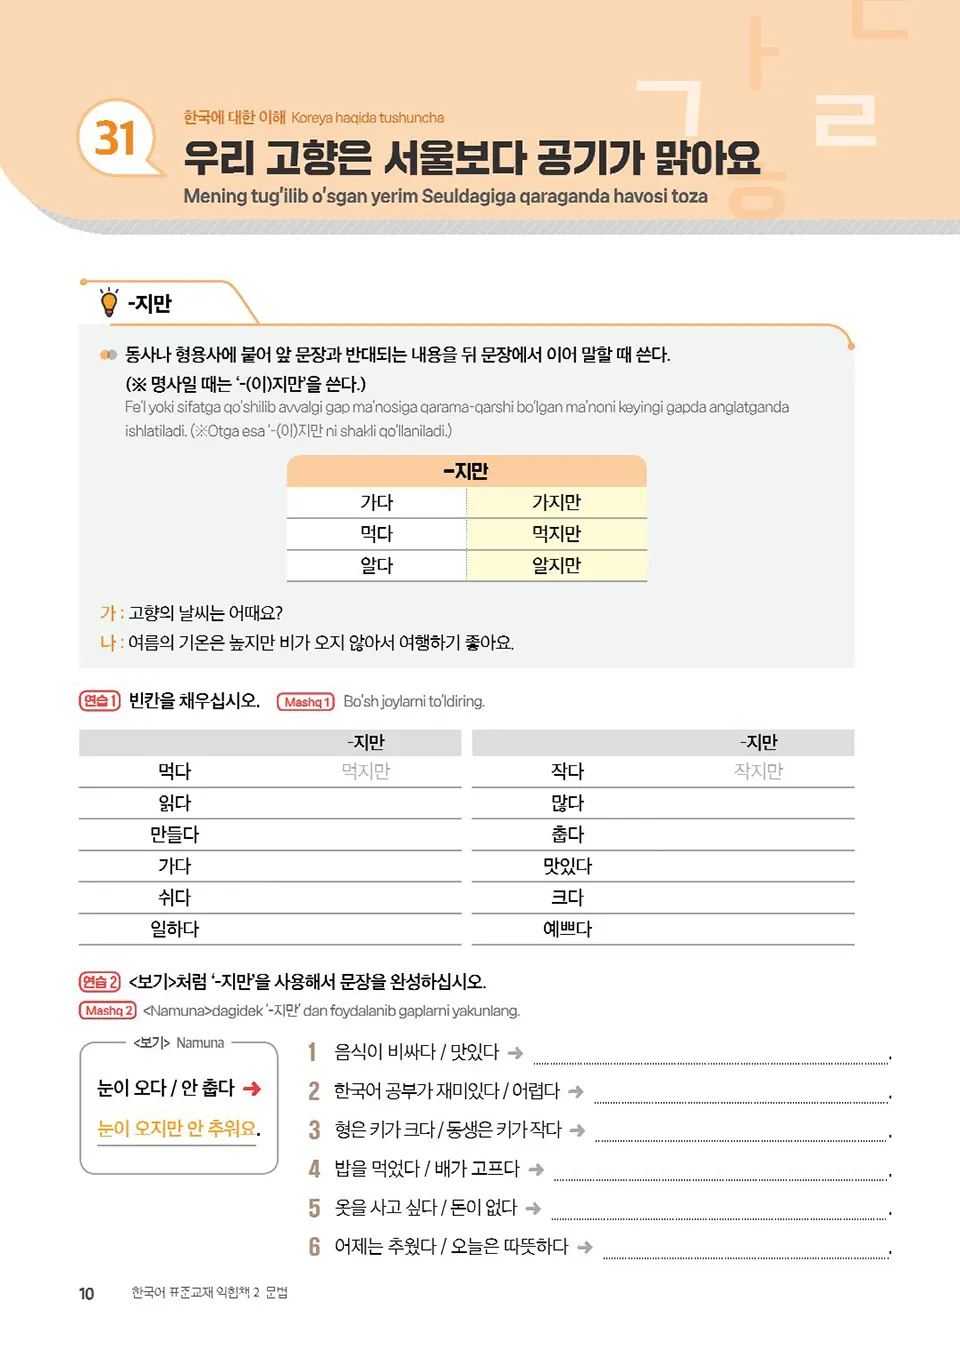 31
한국에 대한 이해 Koreya haqida tushuncha
우리 고향은 서울보다 공기가 맑아요
Mening tug'ilib o'sgan yerim Seuldagiga qaraganda havosi toza
ㄱ ㅏ ㄴ ㄹ ㅎ
-지만
동사나 형용사에 붙어 앞 문장과 반대되는 내용을 뒤 문장에서 이어 말할 때 쓴다.
(※ 명사일 때는 '-(이)지만'을 쓴다.)
Fe'l yoki sifatga qo'shilib avvalgi gap ma'nosiga qarama-qarshi bo'lgan ma'noni keyingi gapda anglatganda
ishlatiladi. (※Otga esa '-(이)지만 ni shakli qo'llaniladi.)
-지만
가다 가지만
먹다 먹지만
알다 알지만
가 : 고향의 날씨는 어때요?
나 : 여름의 기온은 높지만 비가 오지 않아서 여행하기 좋아요.
연습 1 빈칸을 채우십시오. Mashq 1 Bo'sh joylarni to'ldiring.
-지만 -지만
먹다 먹지만 작다 작지만
읽다 많다
만들다 춥다
가다 맛있다
쉬다 크다
일하다 예쁘다
연습 2 <보기>처럼 '-지만'을 사용해서 문장을 완성하십시오.
Mashq 2 <Namuna>dagidek '-지만' dan foydalanib gaplarni yakunlang.
<보기> Namuna
눈이 오다 / 안 춥다 ➔
눈이 오지만 안 추워요.
1 음식이 비싸다 / 맛있다 ➔ .
2 한국어 공부가 재미있다 / 어렵다 ➔ .
3 형은 키가 크다 / 동생은 키가 작다 ➔ .
4 밥을 먹었다 / 배가 고프다 ➔ .
5 옷을 사고 싶다 / 돈이 없다 ➔ .
6 어제는 추웠다 / 오늘은 따뜻하다 ➔ .
10 한국어 표준교재 익힘책 2 문법